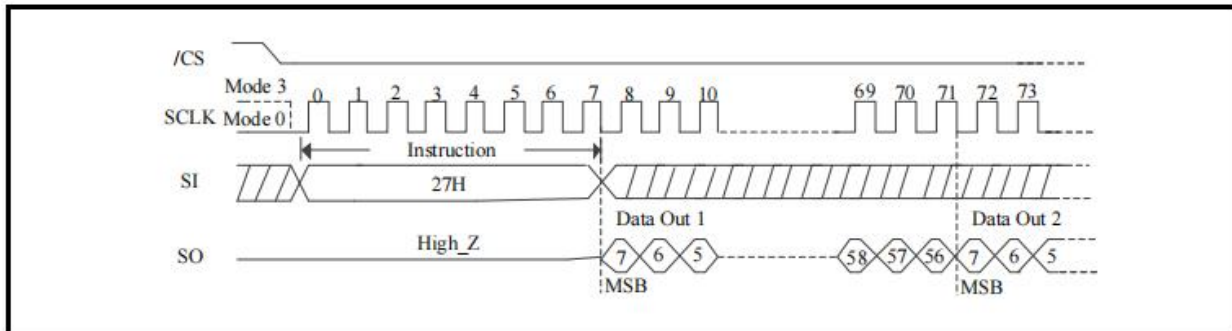 /CS
Mode 3
0 1 2 3 4 5 6 7 8 9 10 69 70 71 72 73
SCLK Mode 0
Instruction
SI 27H
Data Out 1 Data Out 2
SO High_Z 7 6 5 58 57 56 7 6 5
MSB MSB